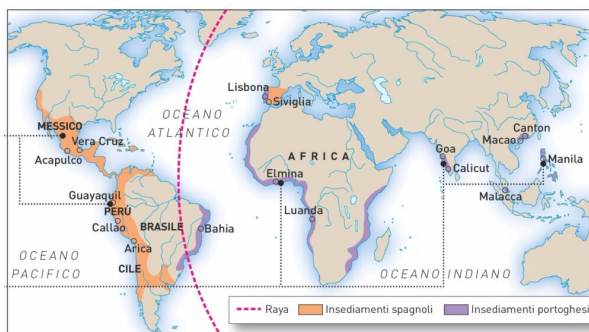 Lisbona
Siviglia
OCEANO
ATLANTICO
MESSICO
Vera Cruz
Acapulco
AFRICA
Elmina
Goa
Calicut
Canton
Macao
Manila
Malacca
Guayaquil
PERÙ
BRASILE
Bahia
Luanda
Callao
Arica
OCEANO
PACIFICO
CILE
OCEANO INDIANO
Raya
Insediamenti spagnoli
Insediamenti portoghesi